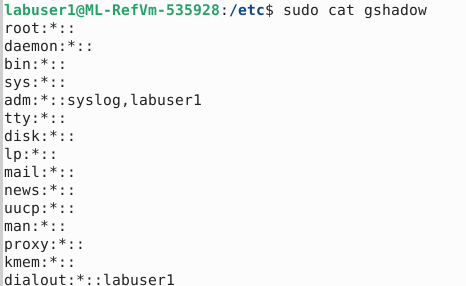 labuser1@ML-RefVm-535928:/etc$ sudo cat gshadow
root:*::
daemon:*::
bin:*::
sys:*::
adm:*::syslog,labuser1
tty:*::
disk:*::
lp:*::
mail:*::
news:*::
uucp:*::
man:*::
proxy:*::
kmem:*::
dialout:*::labuser1